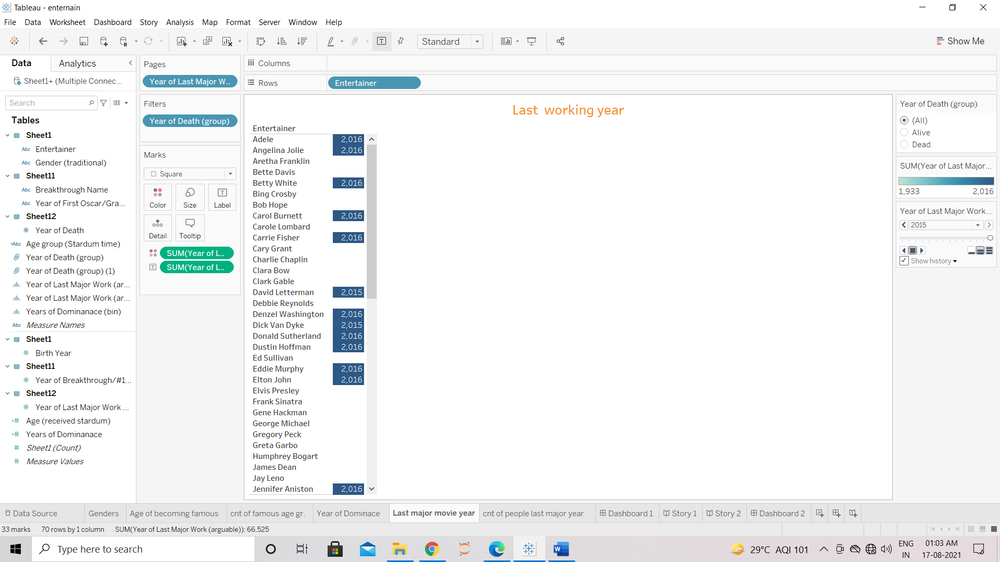 Tableau - enternain
File Data Worksheet Dashboard Story Analysis Map Format Server Window Help
Standard
Show Me
Data Analytics
Sheet1+ (Multiple Connec...
Search
Tables
Sheet1
Abc Entertainer
Abc Gender (traditional)
Sheet11
Abc Breakthrough Name
Abc Year of First Oscar/Gra...
Sheet12
# Year of Death
=Abc Age group (Stardum time)
Year of Death (group)
Year of Death (group) (1)
Year of Last Major Work (ar...
Year of Last Major Work (ar...
Years of Dominanace (bin)
Abc Measure Names
Sheet1
# Birth Year
Sheet11
# Year of Breakthrough/#1...
Sheet12
# Year of Last Major Work ...
=# Age (received stardum)
=# Years of Dominanace
# Sheet1 (Count)
# Measure Values
Pages
Year of Last Major W..
Filters
Year of Death (group)
Marks
Square
Color Size Label
Detail Tooltip
SUM(Year of L..
SUM(Year of L..
Columns
Rows Entertainer
Last working year
Entertainer
Adele 2,016
Angelina Jolie 2,016
Aretha Franklin
Bette Davis
Betty White 2,016
Bing Crosby
Bob Hope
Carol Burnett 2,016
Carole Lombard
Carrie Fisher 2,016
Cary Grant
Charlie Chaplin
Clara Bow
Clark Gable
David Letterman 2,015
Debbie Reynolds
Denzel Washington 2,016
Dick Van Dyke 2,015
Donald Sutherland 2,016
Dustin Hoffman 2,016
Ed Sullivan
Eddie Murphy 2,016
Elton John 2,016
Elvis Presley
Frank Sinatra
Gene Hackman
George Michael
Gregory Peck
Greta Garbo
Humphrey Bogart
James Dean
Jay Leno
Jennifer Aniston 2,016
Year of Death (group)
(All)
Alive
Dead
SUM(Year of Last Major...
1,933 2,016
Year of Last Major Work...
2015
Show history
Data Source Genders Age of becoming famous cnt of famous age gr. Year of Dominace Last major movie year cnt of people last major year Dashboard 1 Story 1 Story 2 Dashboard 2
33 marks 70 rows by 1 column SUM(Year of Last Major Work (arguable)): 66,525
Type here to search
29°C AQI 101
ENG
IN
01:03 AM
17-08-2021